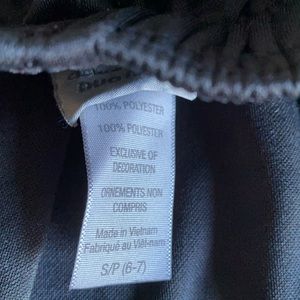 100% POLYESTER
100% POLYESTER
EXCLUSIVE OF
DECORATION
ORNEMENTS NON
COMPRIS
Made in Vietnam
Fabriqué au Viêt-nam
S/P (6-7)